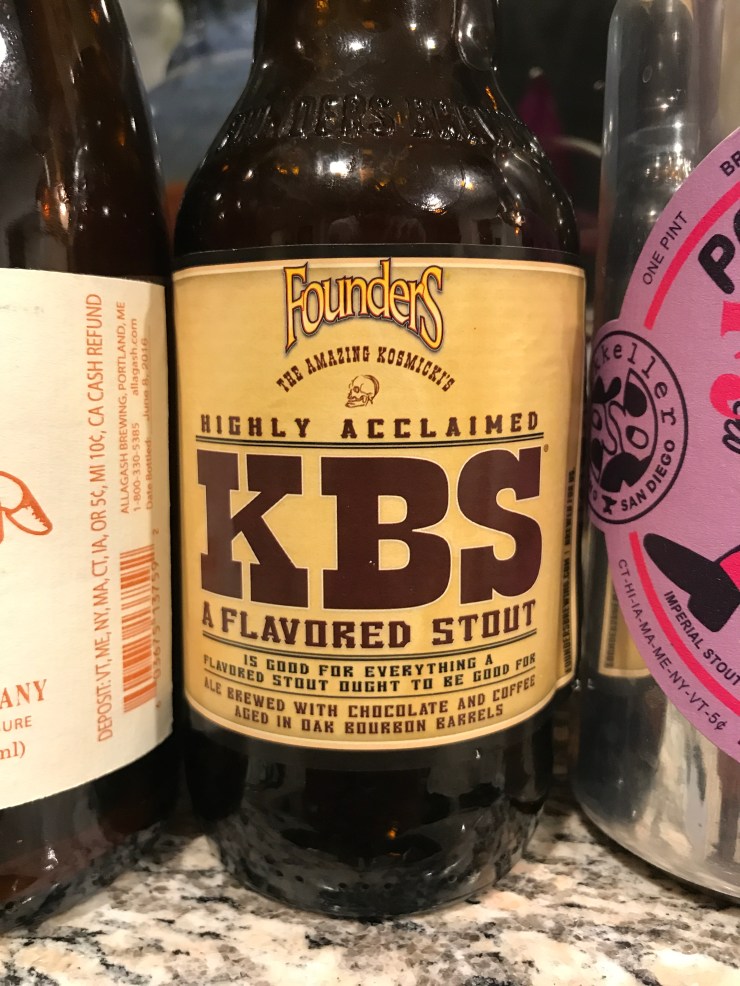 FOUNDERS
Founders
THE AMAZING KOSMICKI'S
HIGHLY ACCLAIMED
KBS
A FLAVORED STOUT
IS GOOD FOR EVERYTHING A
FLAVORED STOUT OUGHT TO BE GOOD FOR
ALE BREWED WITH CHOCOLATE AND COFFEE
AGED IN OAK BOURBON BARRELS
DEPOSIT: VT, ME, NY, MA, CT, IA, OR 5¢, MI 10¢, CA CASH REFUND
ALLAGASH BREWING, PORTLAND, ME
1-800-330-5385 allagash.com
Date Bottled: June 8, 2016
ANY
URE
ml)
ONE PINT
BR
P
keller
SAN DIEGO
IMPERIAL STOUT
CT-HI-IA-MA-ME-NY-VT-5¢